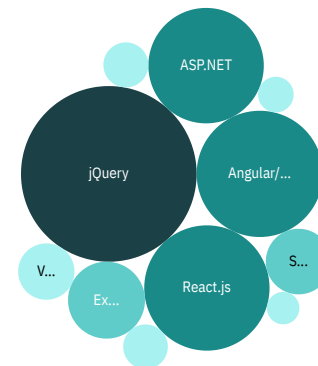 ASP.NET
jQuery
Angular/...
V...
S...
Ex...
React.js